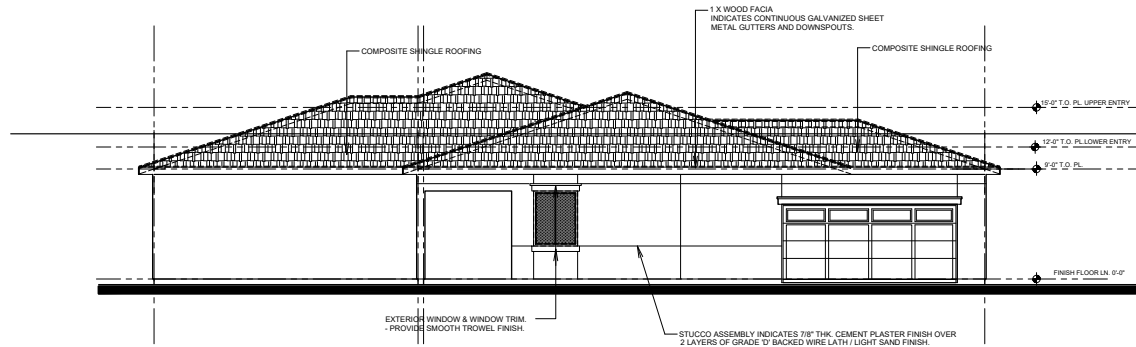 1 X WOOD FACIA
INDICATES CONTINUOUS GALVANIZED SHEET
METAL GUTTERS AND DOWNSPOUTS.
COMPOSITE SHINGLE ROOFING
COMPOSITE SHINGLE ROOFING
15'-0" T.O. PL. UPPER ENTRY
12'-0" T.O. PL.LOWER ENTRY
9'-0" T.O. PL.
FINISH FLOOR LN. 0'-0"
EXTERIOR WINDOW & WINDOW TRIM.
- PROVIDE SMOOTH TROWEL FINISH.
STUCCO ASSEMBLY INDICATES 7/8" THK. CEMENT PLASTER FINISH OVER
2 LAYERS OF GRADE 'D' BACKED WIRE LATH / LIGHT SAND FINISH.